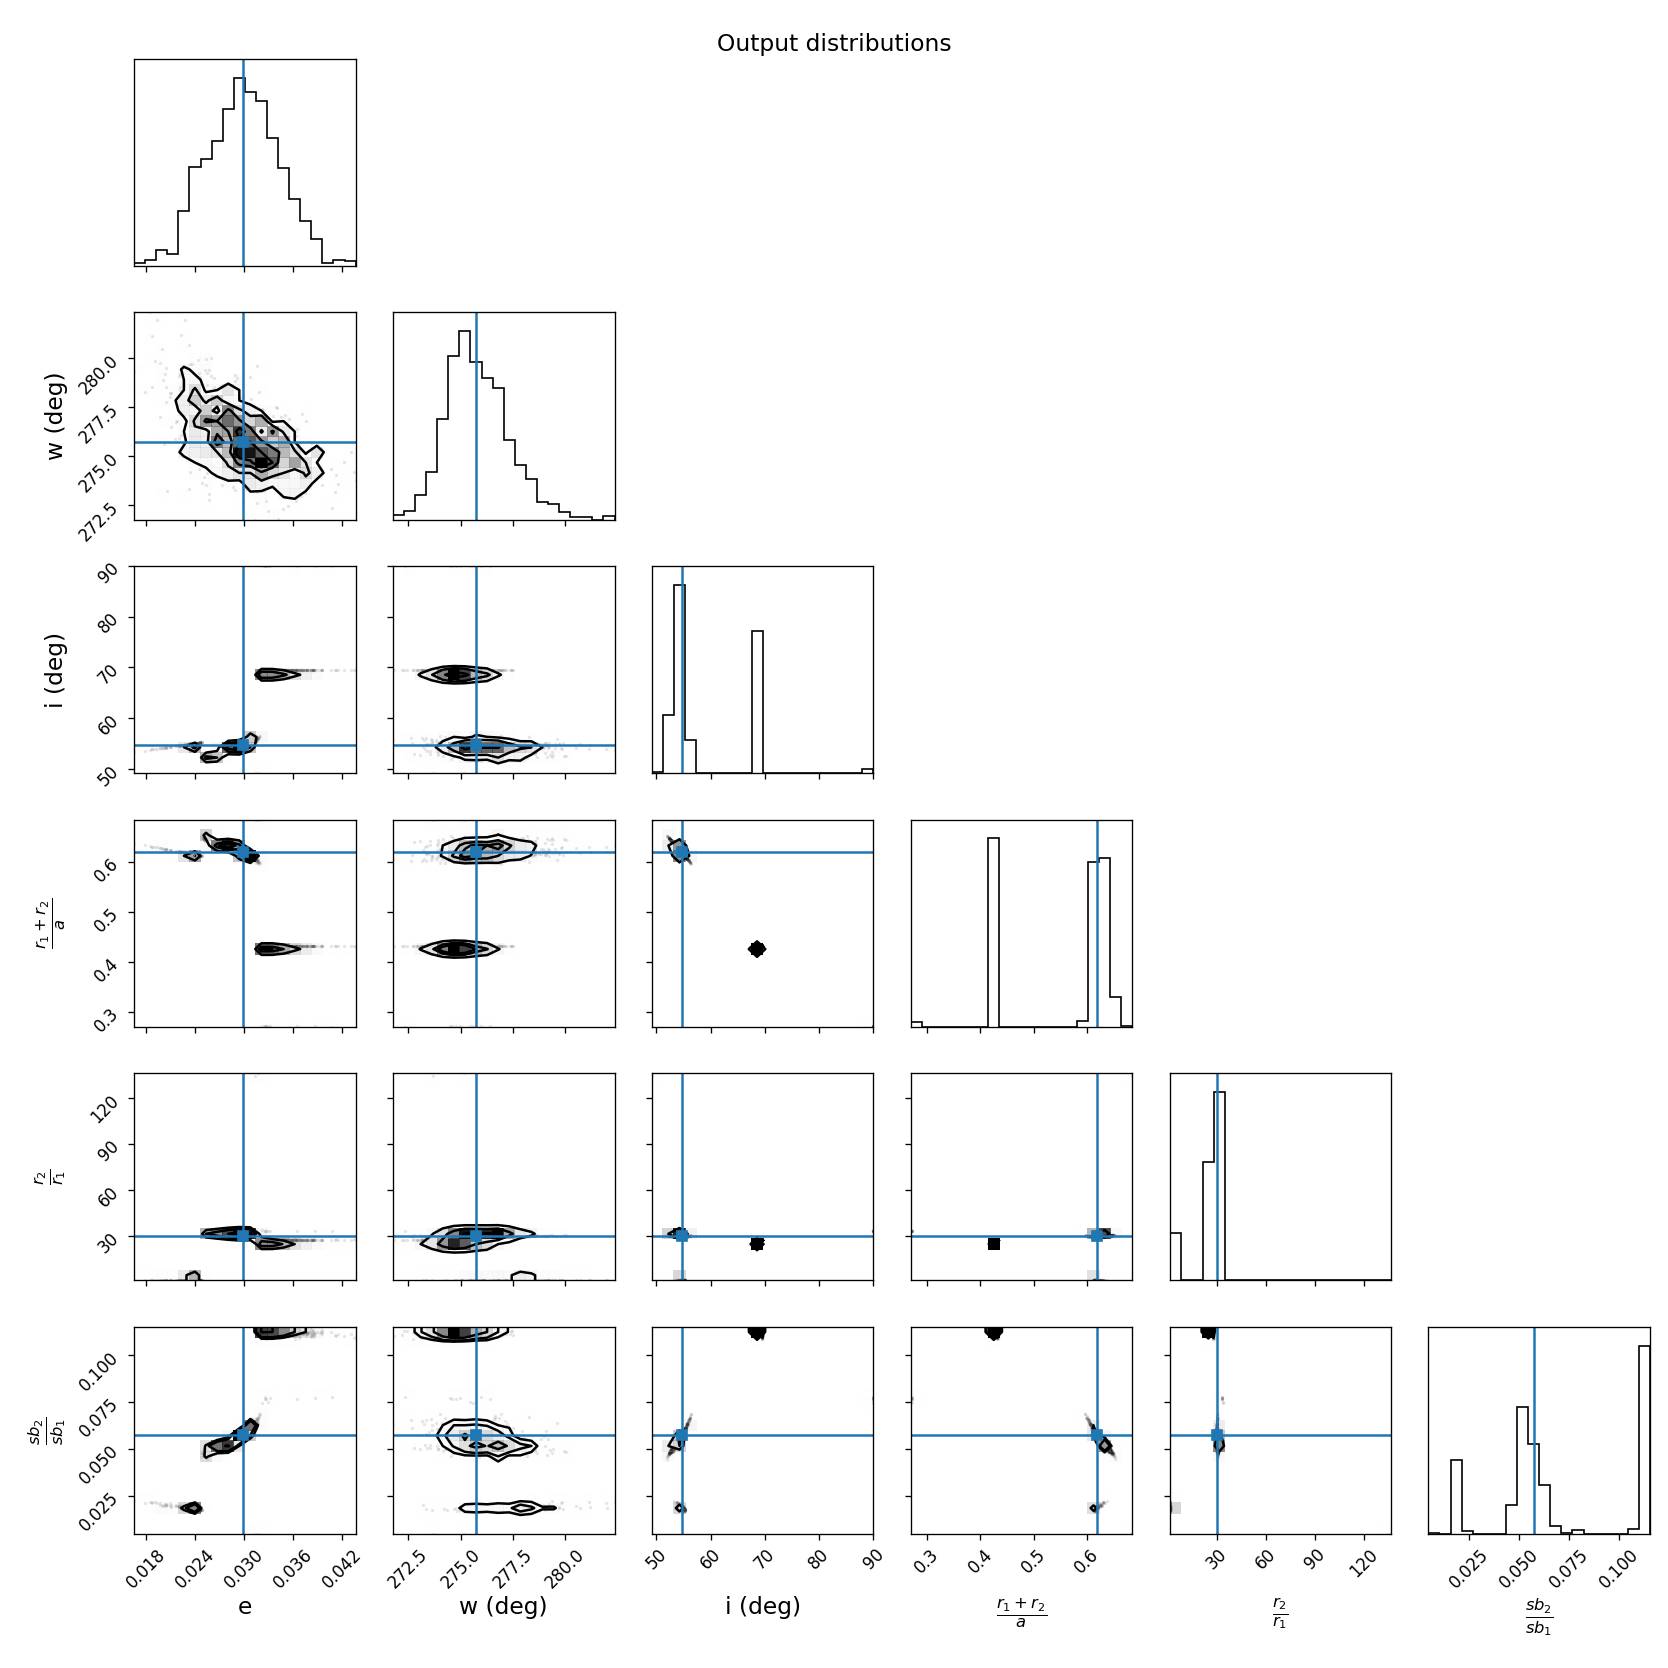 Output distributions
w (deg)
280.0
277.5
275.0
272.5
i (deg)
90
80
70
60
50
r₁ + r₂
a
0.6
0.5
0.4
0.3
r₂
r₁
120
90
60
30
sb₂
sb₁
0.100
0.075
0.050
0.025
0.018 0.024 0.030 0.036 0.042
272.5 275.0 277.5 280.0
50 60 70 80 90
0.3 0.4 0.5 0.6
30 60 90 120
0.025 0.050 0.075 0.100
e
w (deg)
i (deg)
r₁ + r₂
a
r₂
r₁
sb₂
sb₁